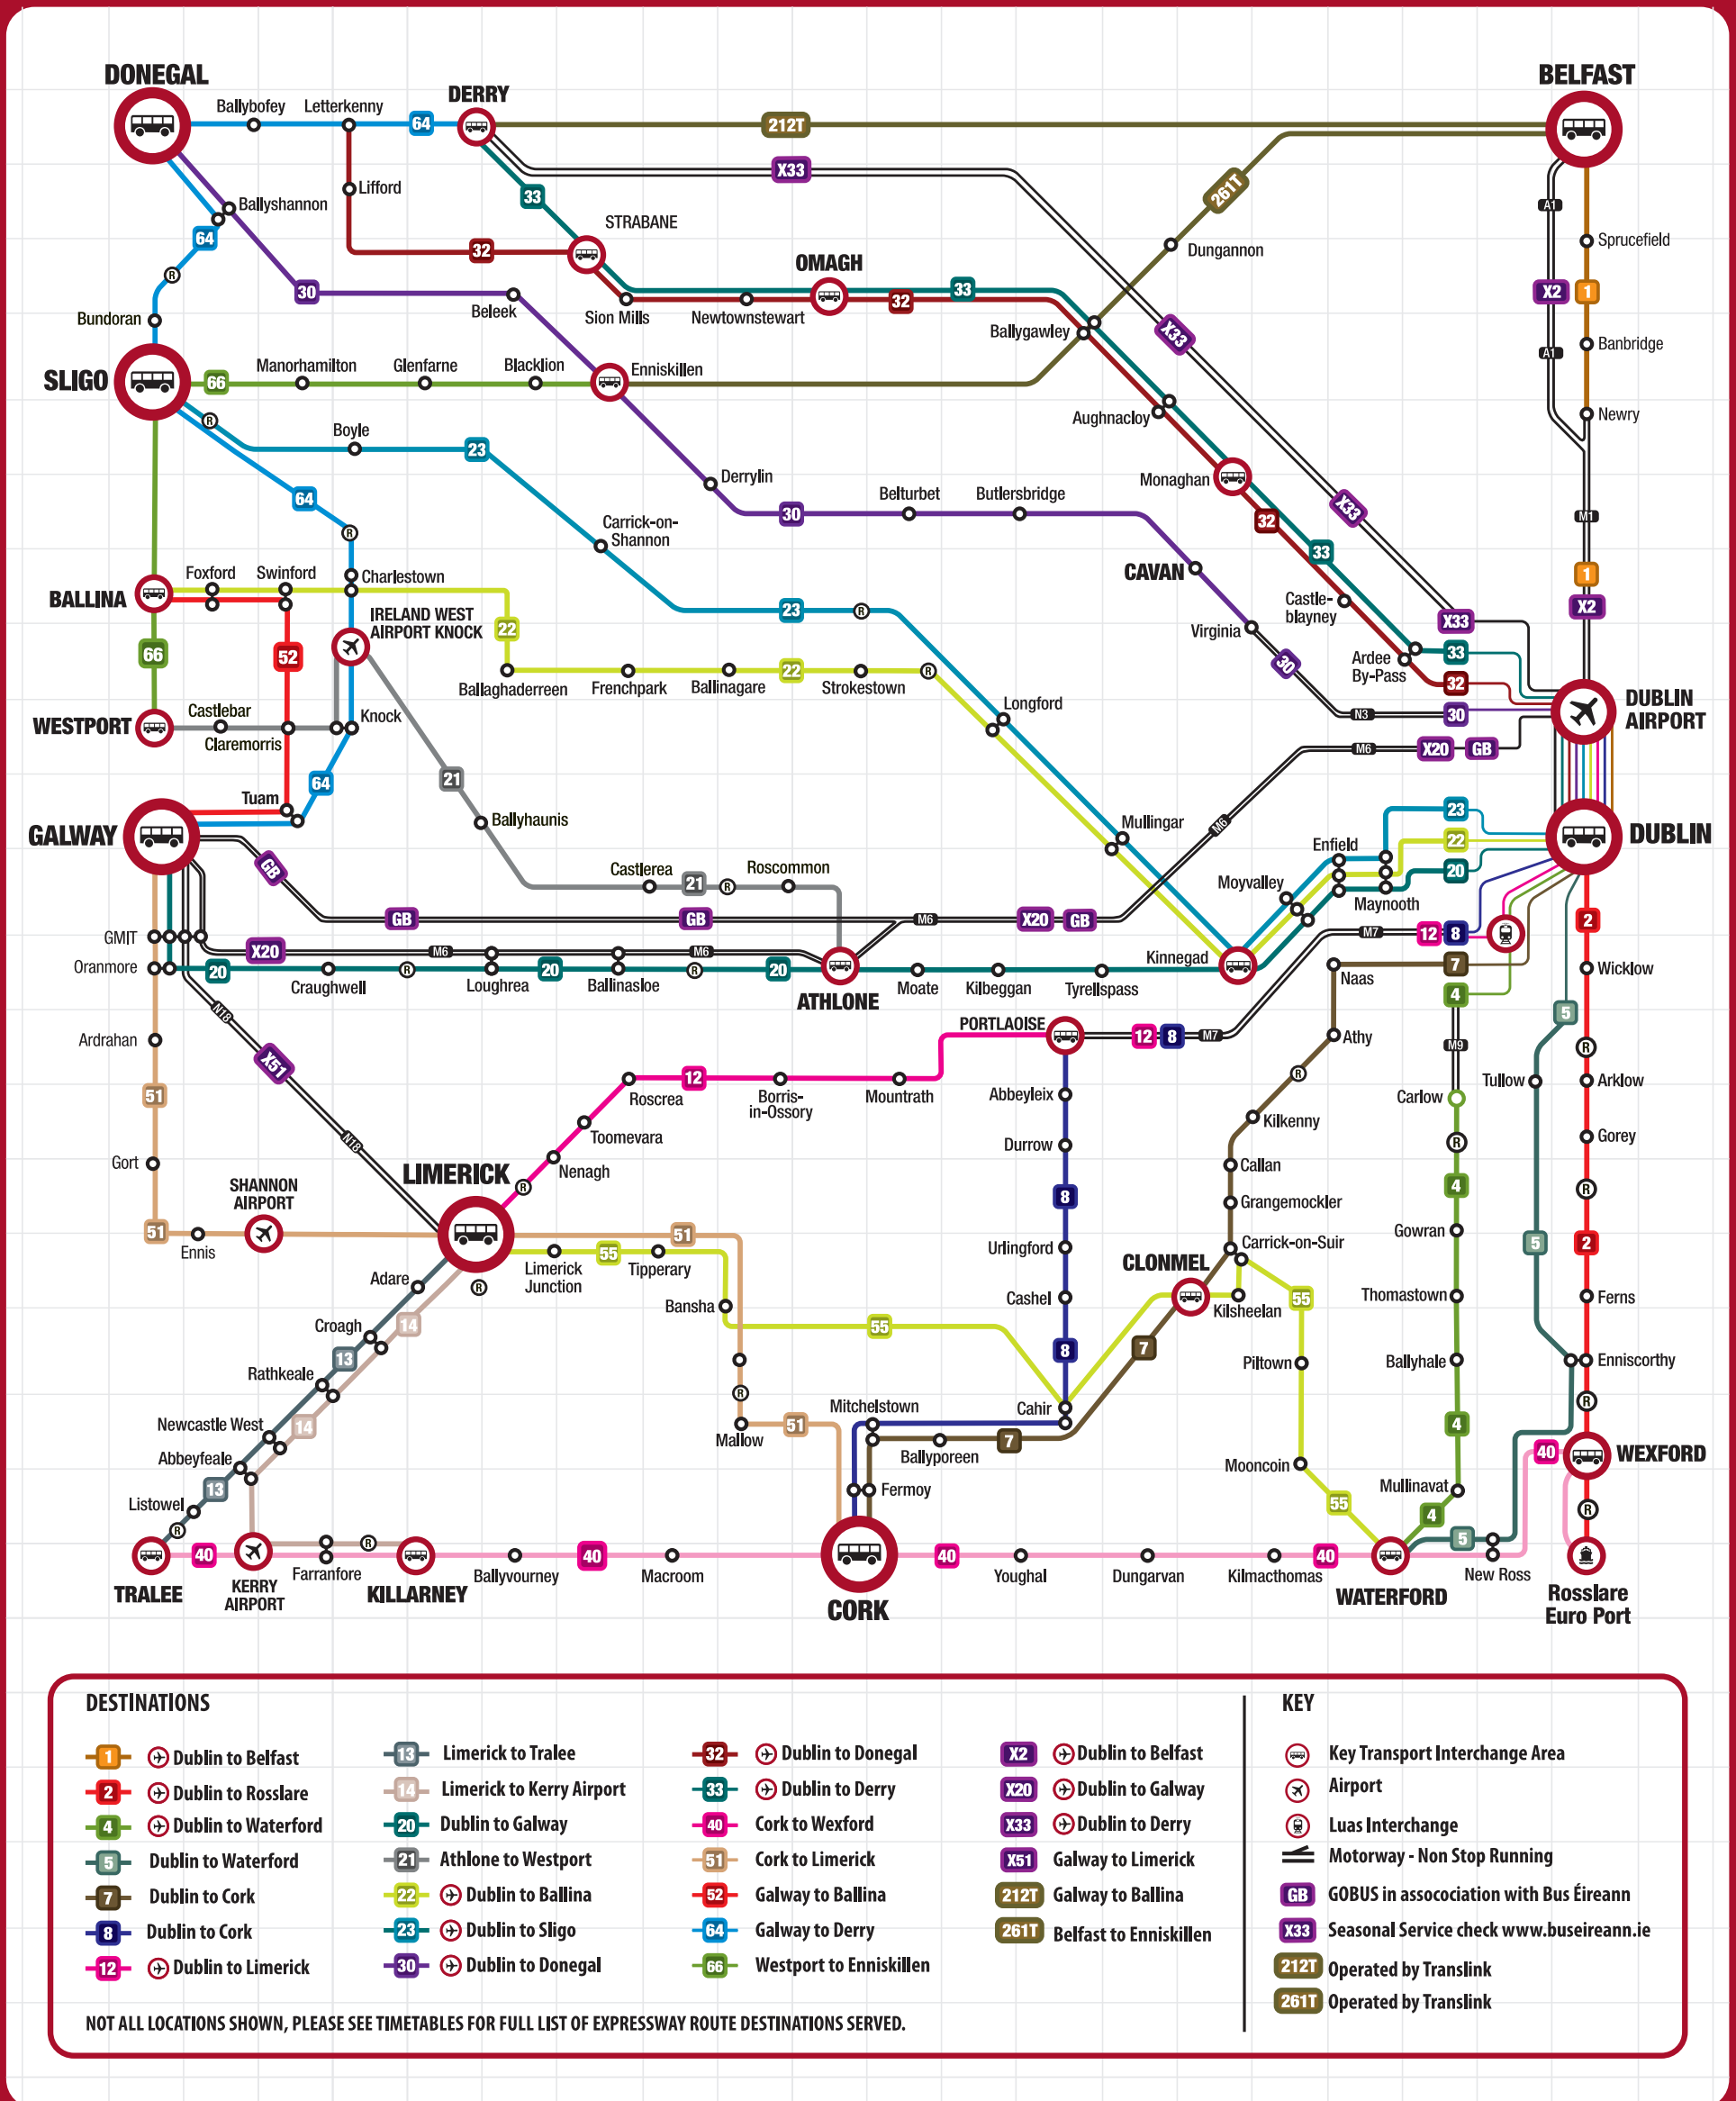 DONEGAL
BELFAST
Ballybofey
Letterkenny
DERRY
64
212T
X33
Lifford
33
261T
Ballyshannon
STRABANE
A1
64
Dungannon
Sprucefield
32
OMAGH
33
30
32
X2
1
Beleek
Sion Mills
Newtownstewart
Bundoran
Ballygawley
X33
Banbridge
A1
SLIGO
66
Manorhamilton
Glenfarne
Blacklion
Enniskillen
Aughnacloy
Newry
Boyle
23
Derrylin
Monaghan
64
Belturbet
Butlersbridge
30
X33
M1
32
Carrick-on-
Shannon
33
R
CAVAN
1
Foxford
Swinford
Charlestown
BALLINA
Castle-
blayney
X2
IRELAND WEST
AIRPORT KNOCK
22
23
R
X33
Virginia
66
52
33
30
Ardee
By-Pass
Ballaghaderreen
Frenchpark
Ballinagare
22
Strokestown
R
32
Castlebar
Longford
DUBLIN
AIRPORT
WESTPORT
Knock
N3
30
Claremorris
M6
X20
GB
64
21
Tuam
23
Ballyhaunis
Mullingar
M6
GALWAY
Enfield
22
DUBLIN
GB
Castlerea
21
R
Roscommon
Moyvalley
20
Maynooth
GB
GB
M6
X20
GB
2
GMIT
M7
12
8
X20
M6
M6
Kinnegad
Oranmore
20
R
20
R
20
Naas
7
Wicklow
Craughwell
Loughrea
Ballinasloe
ATHLONE
Moate
Kilbeggan
Tyrellspass
4
N18
5
PORTLAOISE
12
8
M7
Athy
Ardrahan
M9
R
X51
R
12
Tullow
Arklow
51
Roscrea
Borris-
in-Ossory
Mountrath
Abbeyleix
Carlow
Kilkenny
N18
Toomevara
Durrow
R
Gorey
Gort
Nenagh
Callan
LIMERICK
R
4
R
SHANNON
AIRPORT
8
Grangemockler
51
51
Gowran
Ennis
55
Urlingford
Carrick-on-Suir
5
2
Limerick
Junction
Tipperary
CLONMEL
Adare
R
Bansha
Cashel
Kilsheelan
55
Thomastown
Ferns
Croagh
14
55
13
8
7
Piltown
Ballyhale
Enniscorthy
Rathkeale
R
R
Newcastle West
14
Mitchelstown
Cahir
4
Mallow
51
7
Abbeyfeale
Ballyporeen
40
WEXFORD
Mooncoin
13
Fermoy
Mullinavat
Listowel
55
R
4
R
5
R
TRALEE
40
KERRY
AIRPORT
Farranfore
KILLARNEY
Ballyvourney
40
Macroom
CORK
40
Youghal
Dungarvan
Kilmacthomas
40
WATERFORD
New Ross
Rosslare
Euro Port
DESTINATIONS
1 Dublin to Belfast
2 Dublin to Rosslare
4 Dublin to Waterford
5 Dublin to Waterford
7 Dublin to Cork
8 Dublin to Cork
12 Dublin to Limerick
13 Limerick to Tralee
14 Limerick to Kerry Airport
20 Dublin to Galway
21 Athlone to Westport
22 Dublin to Ballina
23 Dublin to Sligo
30 Dublin to Donegal
32 Dublin to Donegal
33 Dublin to Derry
40 Cork to Wexford
51 Cork to Limerick
52 Galway to Ballina
64 Galway to Derry
66 Westport to Enniskillen
X2 Dublin to Belfast
X20 Dublin to Galway
X33 Dublin to Derry
X51 Galway to Limerick
212T Galway to Ballina
261T Belfast to Enniskillen
KEY
Key Transport Interchange Area
Airport
Luas Interchange
Motorway - Non Stop Running
GB GOBUS in assocociation with Bus Éireann
X33 Seasonal Service check www.buseireann.ie
212T Operated by Translink
261T Operated by Translink
NOT ALL LOCATIONS SHOWN, PLEASE SEE TIMETABLES FOR FULL LIST OF EXPRESSWAY ROUTE DESTINATIONS SERVED.